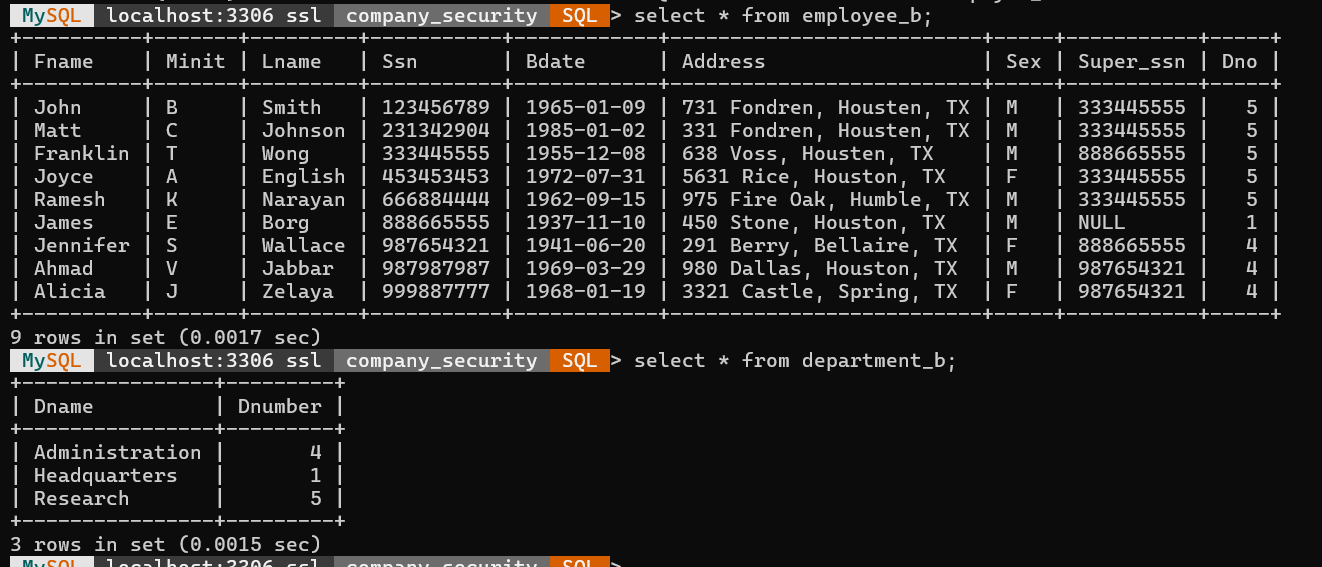 MySQL localhost:3306 ssl company_security SQL > select * from employee_b;
+-----------+-------+---------+-----------+------------+--------------------------+-----+-----------+-----+
| Fname     | Minit | Lname   | Ssn       | Bdate      | Address                  | Sex | Super_ssn | Dno |
+-----------+-------+---------+-----------+------------+--------------------------+-----+-----------+-----+
| John      | B     | Smith   | 123456789 | 1965-01-09 | 731 Fondren, Housten, TX | M   | 333445555 |   5 |
| Matt      | C     | Johnson | 231342904 | 1985-01-02 | 331 Fondren, Housten, TX | M   | 333445555 |   5 |
| Franklin  | T     | Wong    | 333445555 | 1955-12-08 | 638 Voss, Housten, TX    | M   | 888665555 |   5 |
| Joyce     | A     | English | 453453453 | 1972-07-31 | 5631 Rice, Houston, TX   | F   | 333445555 |   5 |
| Ramesh    | K     | Narayan | 666884444 | 1962-09-15 | 975 Fire Oak, Humble, TX | M   | 333445555 |   5 |
| James     | E     | Borg    | 888665555 | 1937-11-10 | 450 Stone, Houston, TX   | M   | NULL      |   1 |
| Jennifer  | S     | Wallace | 987654321 | 1941-06-20 | 291 Berry, Bellaire, TX  | F   | 888665555 |   4 |
| Ahmad     | V     | Jabbar  | 987987987 | 1969-03-29 | 980 Dallas, Houston, TX  | M   | 987654321 |   4 |
| Alicia    | J     | Zelaya  | 999887777 | 1968-01-19 | 3321 Castle, Spring, TX  | F   | 987654321 |   4 |
+-----------+-------+---------+-----------+------------+--------------------------+-----+-----------+-----+
9 rows in set (0.0017 sec)
MySQL localhost:3306 ssl company_security SQL > select * from department_b;
+----------------+---------+
| Dname          | Dnumber |
+----------------+---------+
| Administration |       4 |
| Headquarters   |       1 |
| Research       |       5 |
+----------------+---------+
3 rows in set (0.0015 sec)
MySQL localhost:3306 ssl company_security SQL >